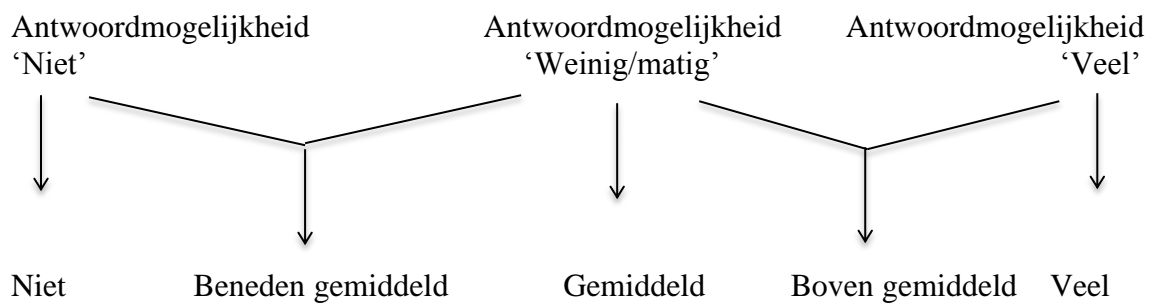 Antwoordmogelijkheid Antwoordmogelijkheid Antwoordmogelijkheid
‘Niet’ ‘Weinig/matig’ ‘Veel’
Niet Beneden gemiddeld Gemiddeld Boven gemiddeld Veel